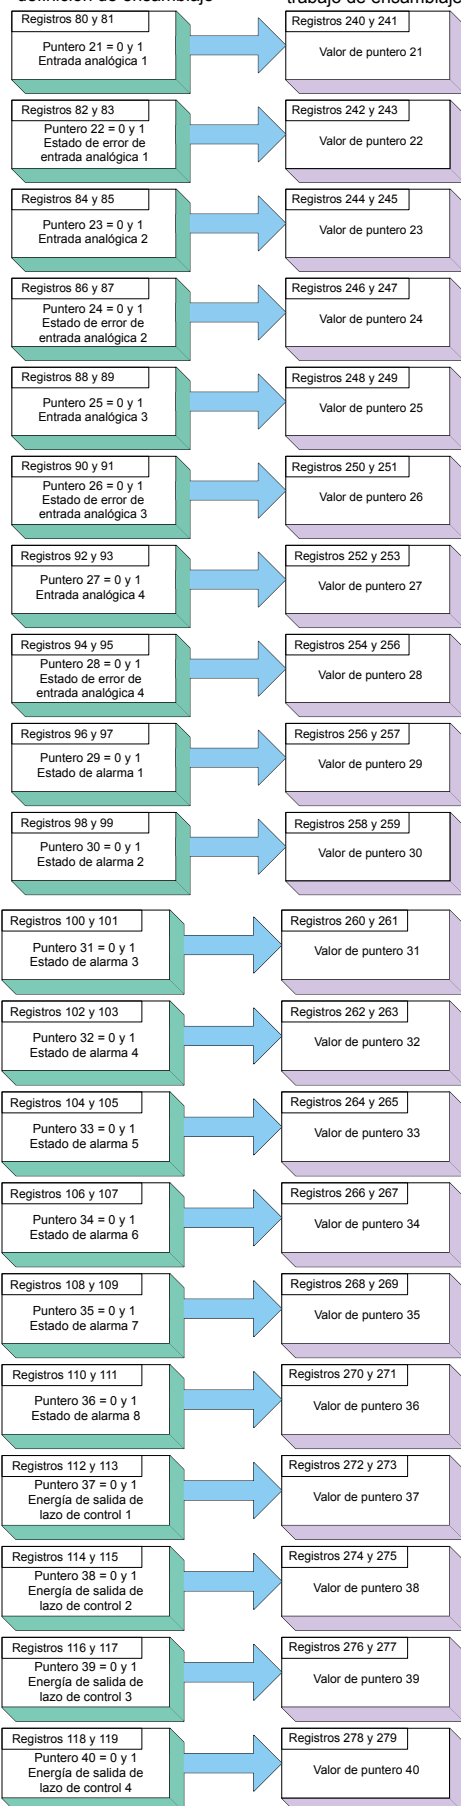 definición de ensamblaje
trabajo de ensamblaje
Registros 80 y 81
Puntero 21 = 0 y 1
Entrada analógica 1
Registros 240 y 241
Valor de puntero 21
Registros 82 y 83
Puntero 22 = 0 y 1
Estado de error de
entrada analógica 1
Registros 242 y 243
Valor de puntero 22
Registros 84 y 85
Puntero 23 = 0 y 1
Entrada analógica 2
Registros 244 y 245
Valor de puntero 23
Registros 86 y 87
Puntero 24 = 0 y 1
Estado de error de
entrada analógica 2
Registros 246 y 247
Valor de puntero 24
Registros 88 y 89
Puntero 25 = 0 y 1
Entrada analógica 3
Registros 248 y 249
Valor de puntero 25
Registros 90 y 91
Puntero 26 = 0 y 1
Estado de error de
entrada analógica 3
Registros 250 y 251
Valor de puntero 26
Registros 92 y 93
Puntero 27 = 0 y 1
Entrada analógica 4
Registros 252 y 253
Valor de puntero 27
Registros 94 y 95
Puntero 28 = 0 y 1
Estado de error de
entrada analógica 4
Registros 254 y 256
Valor de puntero 28
Registros 96 y 97
Puntero 29 = 0 y 1
Estado de alarma 1
Registros 256 y 257
Valor de puntero 29
Registros 98 y 99
Puntero 30 = 0 y 1
Estado de alarma 2
Registros 258 y 259
Valor de puntero 30
Registros 100 y 101
Puntero 31 = 0 y 1
Estado de alarma 3
Registros 260 y 261
Valor de puntero 31
Registros 102 y 103
Puntero 32 = 0 y 1
Estado de alarma 4
Registros 262 y 263
Valor de puntero 32
Registros 104 y 105
Puntero 33 = 0 y 1
Estado de alarma 5
Registros 264 y 265
Valor de puntero 33
Registros 106 y 107
Puntero 34 = 0 y 1
Estado de alarma 6
Registros 266 y 267
Valor de puntero 34
Registros 108 y 109
Puntero 35 = 0 y 1
Estado de alarma 7
Registros 268 y 269
Valor de puntero 35
Registros 110 y 111
Puntero 36 = 0 y 1
Estado de alarma 8
Registros 270 y 271
Valor de puntero 36
Registros 112 y 113
Puntero 37 = 0 y 1
Energía de salida de
lazo de control 1
Registros 272 y 273
Valor de puntero 37
Registros 114 y 115
Puntero 38 = 0 y 1
Energía de salida de
lazo de control 2
Registros 274 y 275
Valor de puntero 38
Registros 116 y 117
Puntero 39 = 0 y 1
Energía de salida de
lazo de control 3
Registros 276 y 277
Valor de puntero 39
Registros 118 y 119
Puntero 40 = 0 y 1
Energía de salida de
lazo de control 4
Registros 278 y 279
Valor de puntero 40